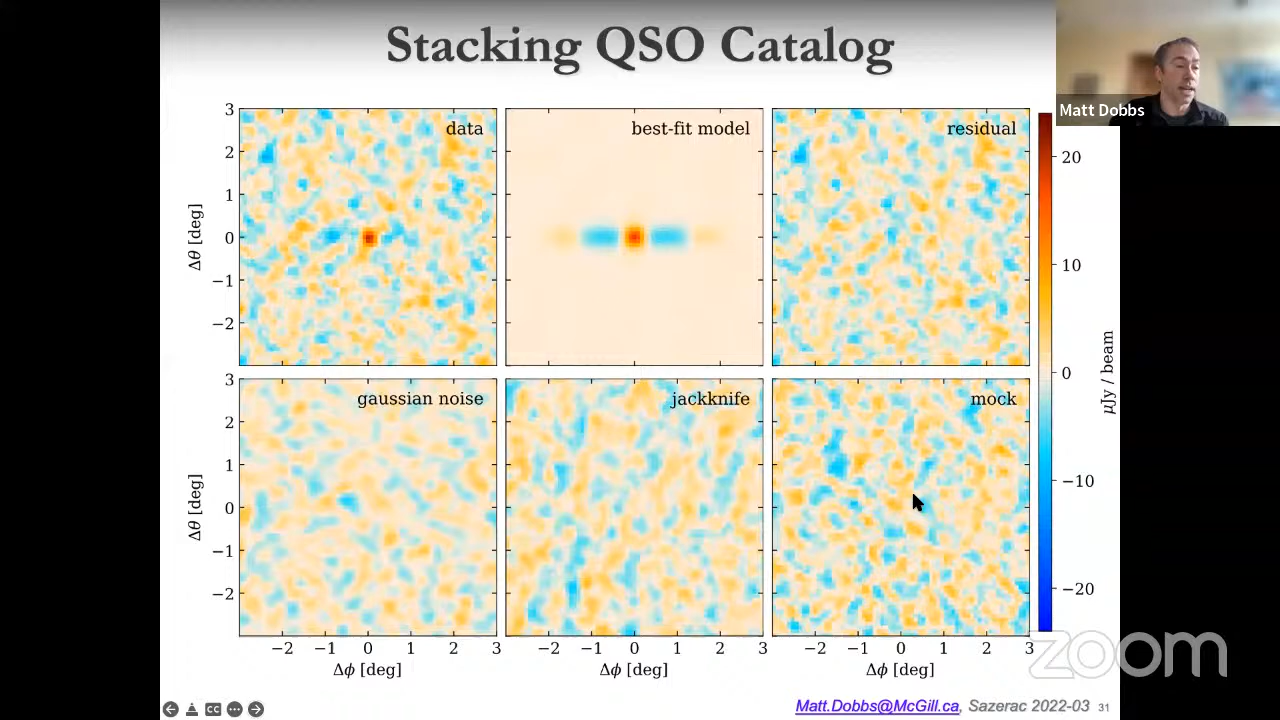 Stacking QSO Catalog
Matt Dobbs
data
best-fit model
residual
3
2
1
0
−1
−2
Δθ [deg]
20
10
0
−10
−20
μJy / beam
gaussian noise
jackknife
mock
3
2
1
0
−1
−2
Δθ [deg]
−2 −1 0 1 2
−2 −1 0 1 2 3
−2 −1 0 1 2 3
Δϕ [deg]
Δϕ [deg]
Δϕ [deg]
zoom
CC
Matt.Dobbs@McGill.ca, Sazerac 2022-03 31